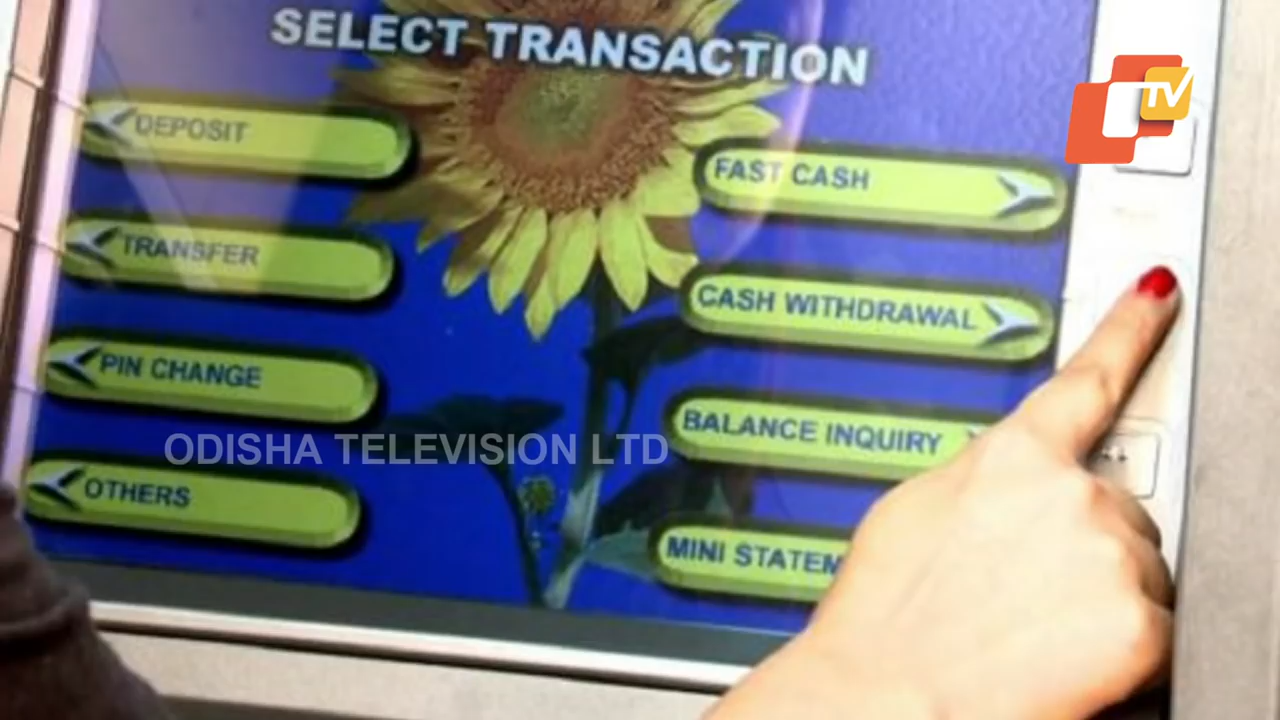 SELECT TRANSACTION
DEPOSIT
FAST CASH
TRANSFER
CASH WITHDRAWAL
PIN CHANGE
BALANCE INQUIRY
OTHERS
MINI STATEM
ODISHA TELEVISION LTD
TV